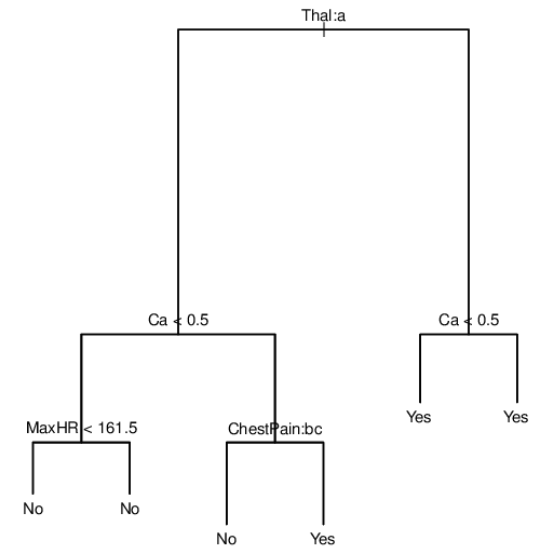 Thal:a
Ca < 0.5
Ca < 0.5
MaxHR < 161.5
ChestPain:bc
Yes
Yes
No
No
No
Yes